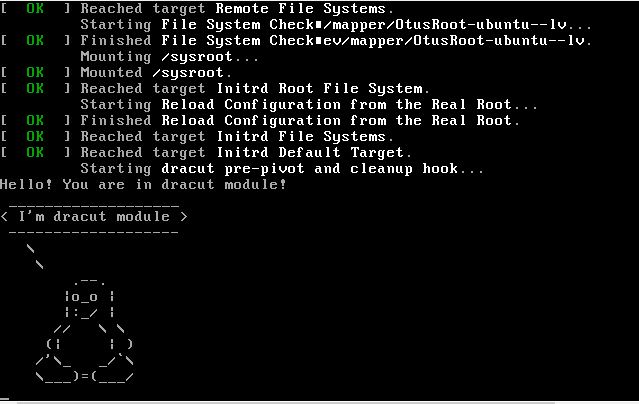 [  OK  ] Reached target Remote File Systems.
         Starting File System Check■/mapper/OtusRoot-ubuntu--lv...
[  OK  ] Finished File System Check■ev/mapper/OtusRoot-ubuntu--lv.
         Mounting /sysroot...
[  OK  ] Mounted /sysroot.
[  OK  ] Reached target Initrd Root File System.
         Starting Reload Configuration from the Real Root...
[  OK  ] Finished Reload Configuration from the Real Root.
[  OK  ] Reached target Initrd File Systems.
[  OK  ] Reached target Initrd Default Target.
         Starting dracut pre-pivot and cleanup hook...
Hello! You are in dracut module!
 ___________________
< I'm dracut module >
 -------------------
   \
    \
        .--.
       |o_o |
       |:_/ |
      //   \ \
     (|     | )
    /'\_   _/`\
    \___)=(___/